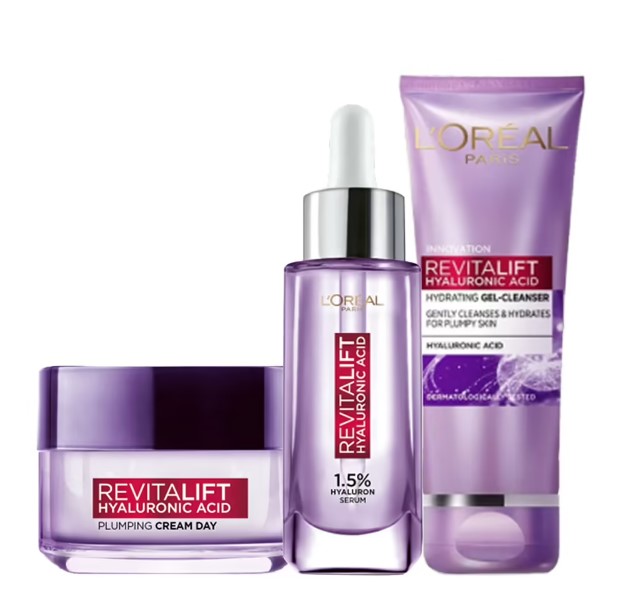 REVITALIFT
HYALURONIC ACID
PLUMPING CREAM DAY
L'ORÉAL
PARIS
REVITALIFT
HYALURONIC ACID
1.5%
HYALURON
SERUM
L'ORÉAL
PARIS
INNOVATION
REVITALIFT
HYALURONIC ACID
HYDRATING GEL-CLEANSER
GENTLY CLEANSES & HYDRATES
FOR PLUMPY SKIN
HYALURONIC ACID
DERMATOLOGICALLY TESTED